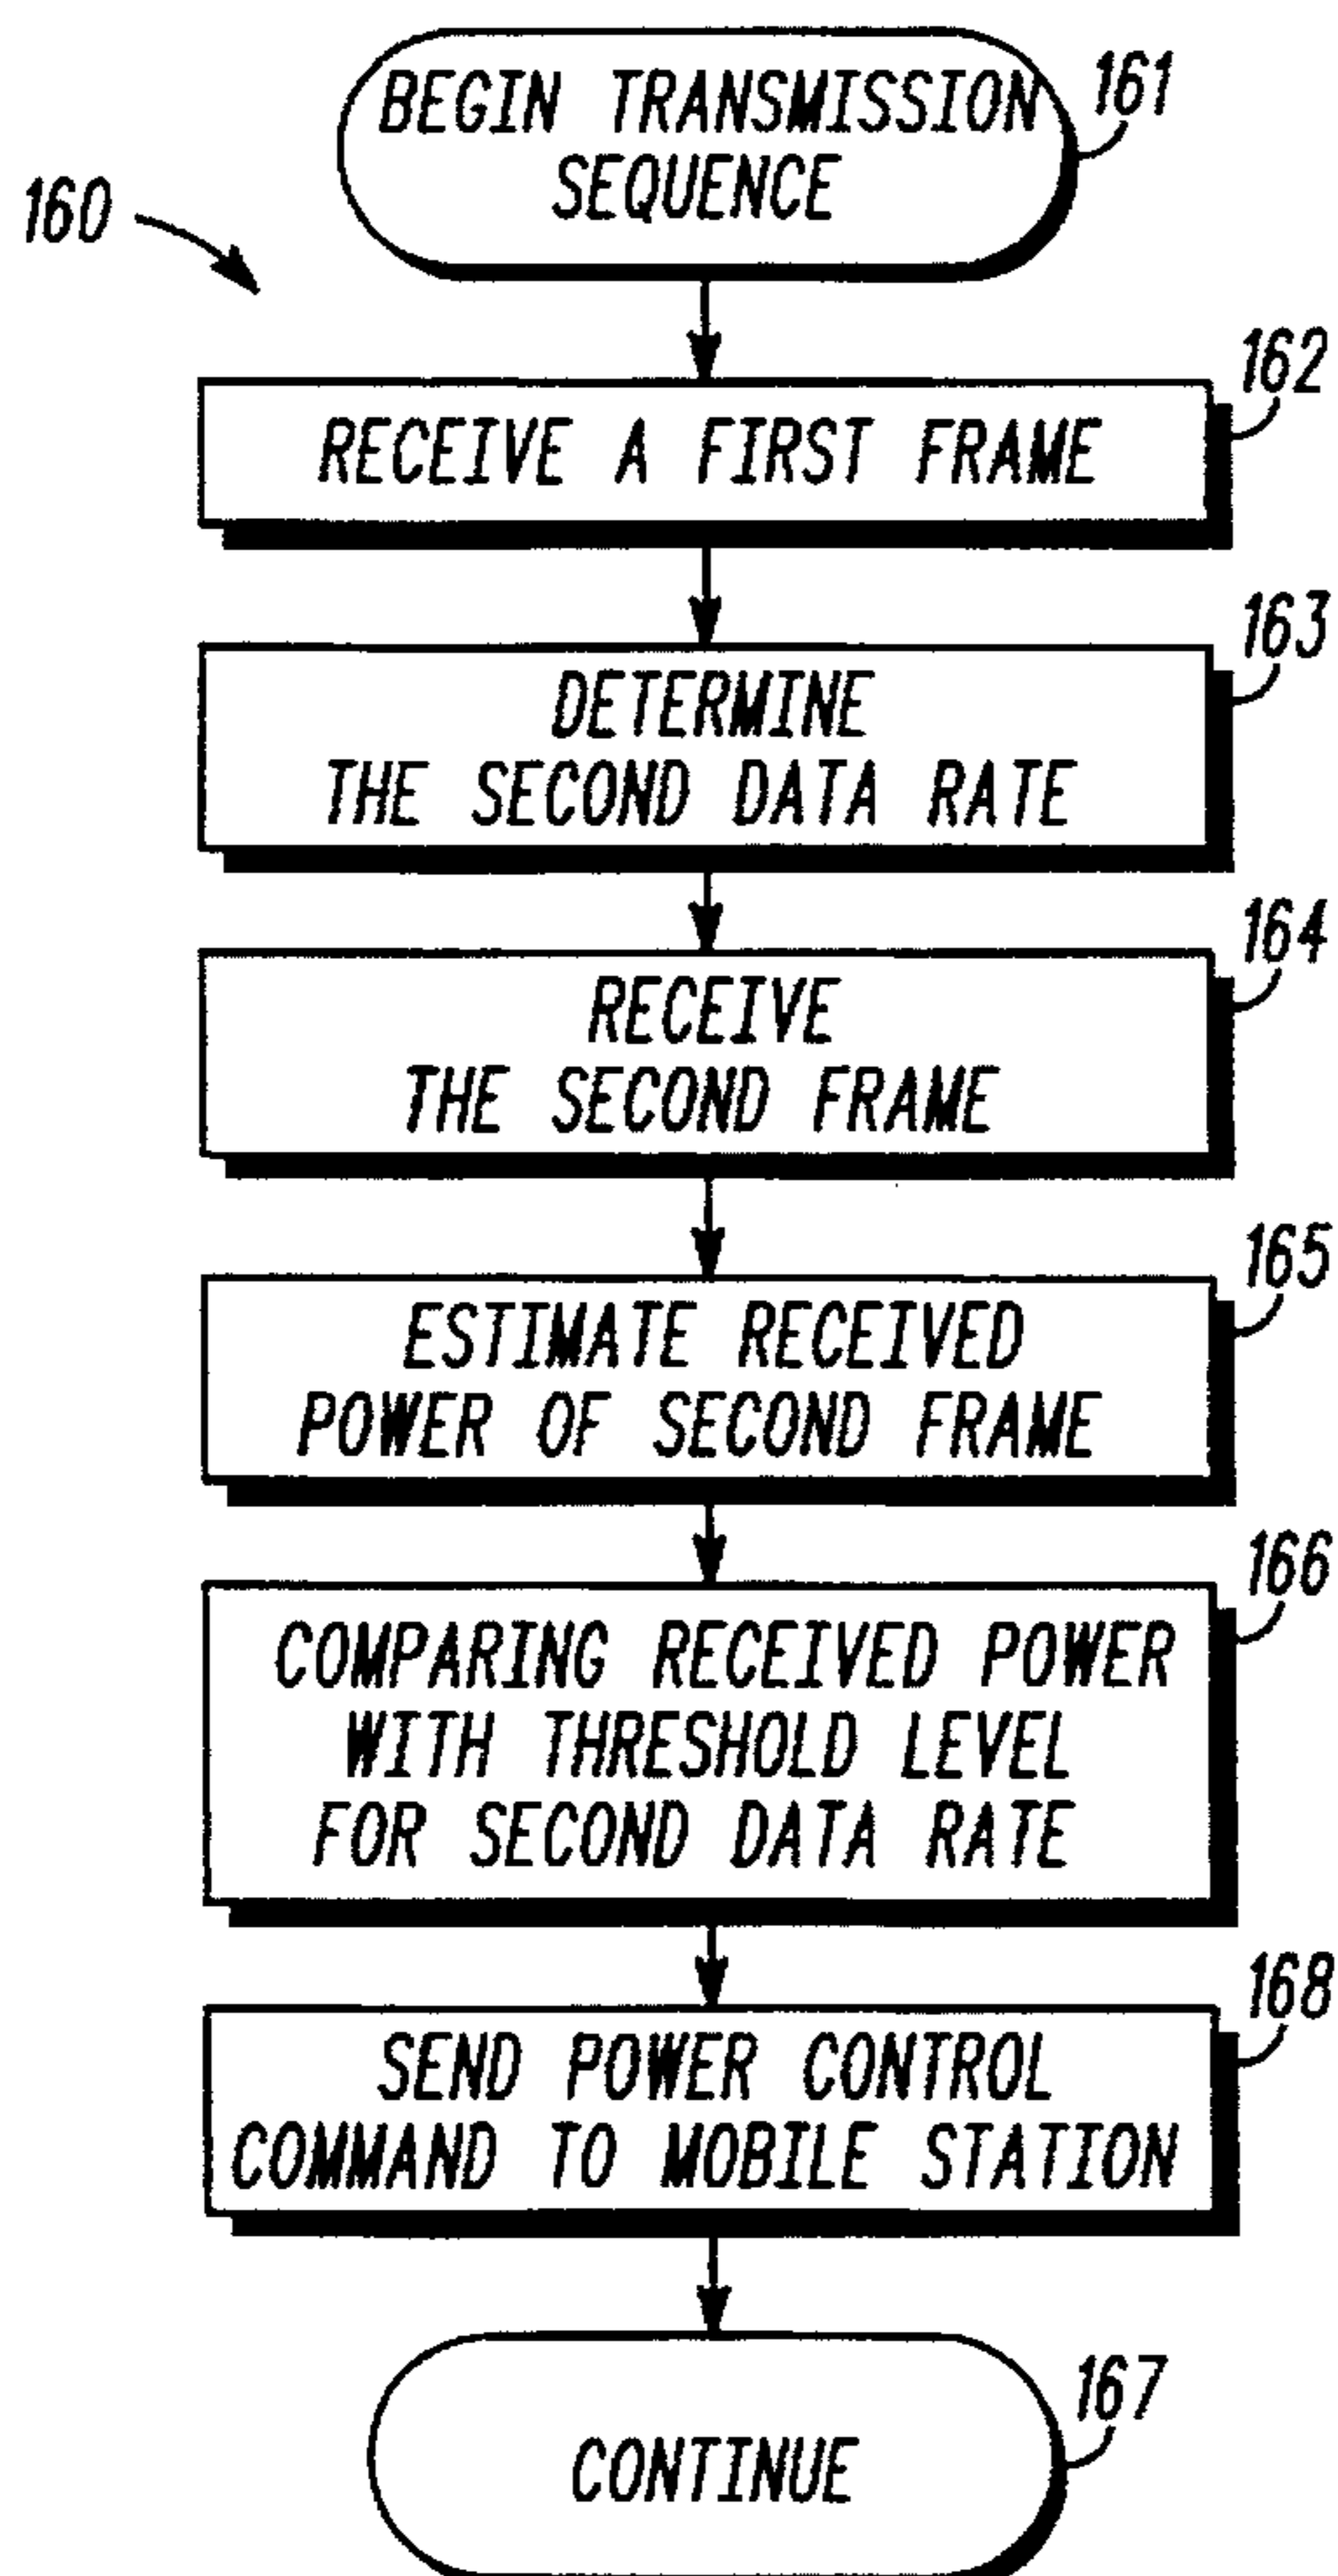 BEGIN TRANSMISSION
SEQUENCE
161
160
RECEIVE A FIRST FRAME
162
DETERMINE
THE SECOND DATA RATE
163
RECEIVE
THE SECOND FRAME
164
ESTIMATE RECEIVED
POWER OF SECOND FRAME
165
COMPARING RECEIVED POWER
WITH THRESHOLD LEVEL
FOR SECOND DATA RATE
166
SEND POWER CONTROL
COMMAND TO MOBILE STATION
168
CONTINUE
167